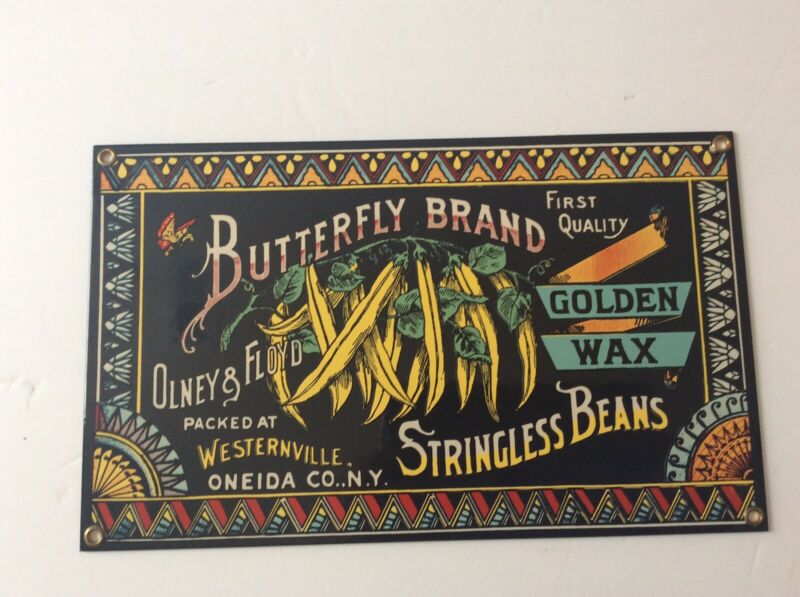 Butterfly Brand
First
Quality
Golden
Wax
Olney & Floyd
Packed at
Westernville,
Oneida Co., N.Y.
Stringless Beans